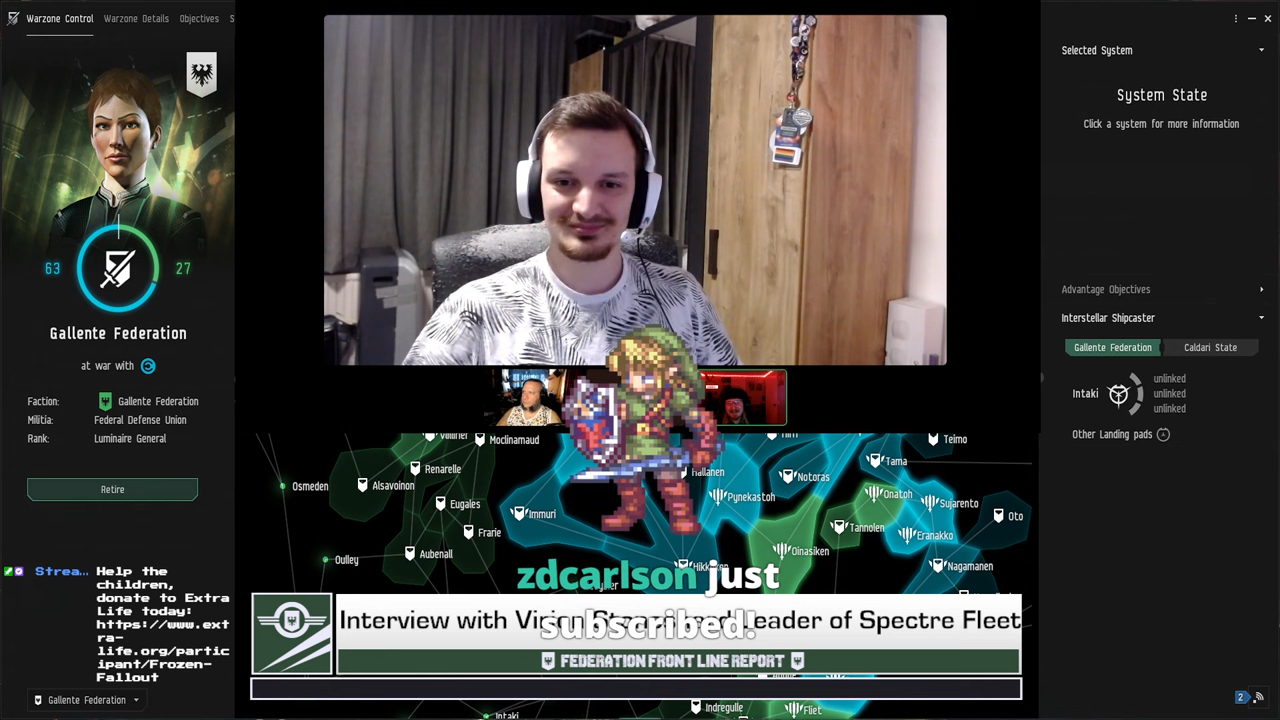 Warzone Control
Warzone Details
Objectives
S
63
27
Gallente Federation
at war with
Faction:
Gallente Federation
Militia:
Federal Defense Union
Rank:
Luminaire General
Retire
Strea...
Help the
children,
donate to Extra
Life today:
https://www.ext
ra-
life.org/partic
ipant/Frozen-
Fallout
Gallente Federation
Moclinamaud
Renarelle
Osmeden
Alsavoinon
Eugales
Frarie
Oulley
Aubenall
Immuri
Notoras
Pynekastoh
Tama
Teimo
Onatoh
Sujarento
Oto
Tannolen
Eranakko
Oinasiken
Nagamanen
zdcarlson just
subscribed!
Interview with Leader of Spectre Fleet
FEDERATION FRONT LINE REPORT
Indregulle
Fliet
Intaki
Selected System
System State
Click a system for more information
Advantage Objectives
Interstellar Shipcaster
Gallente Federation
Caldari State
Intaki
unlinked
unlinked
unlinked
Other Landing pads
2